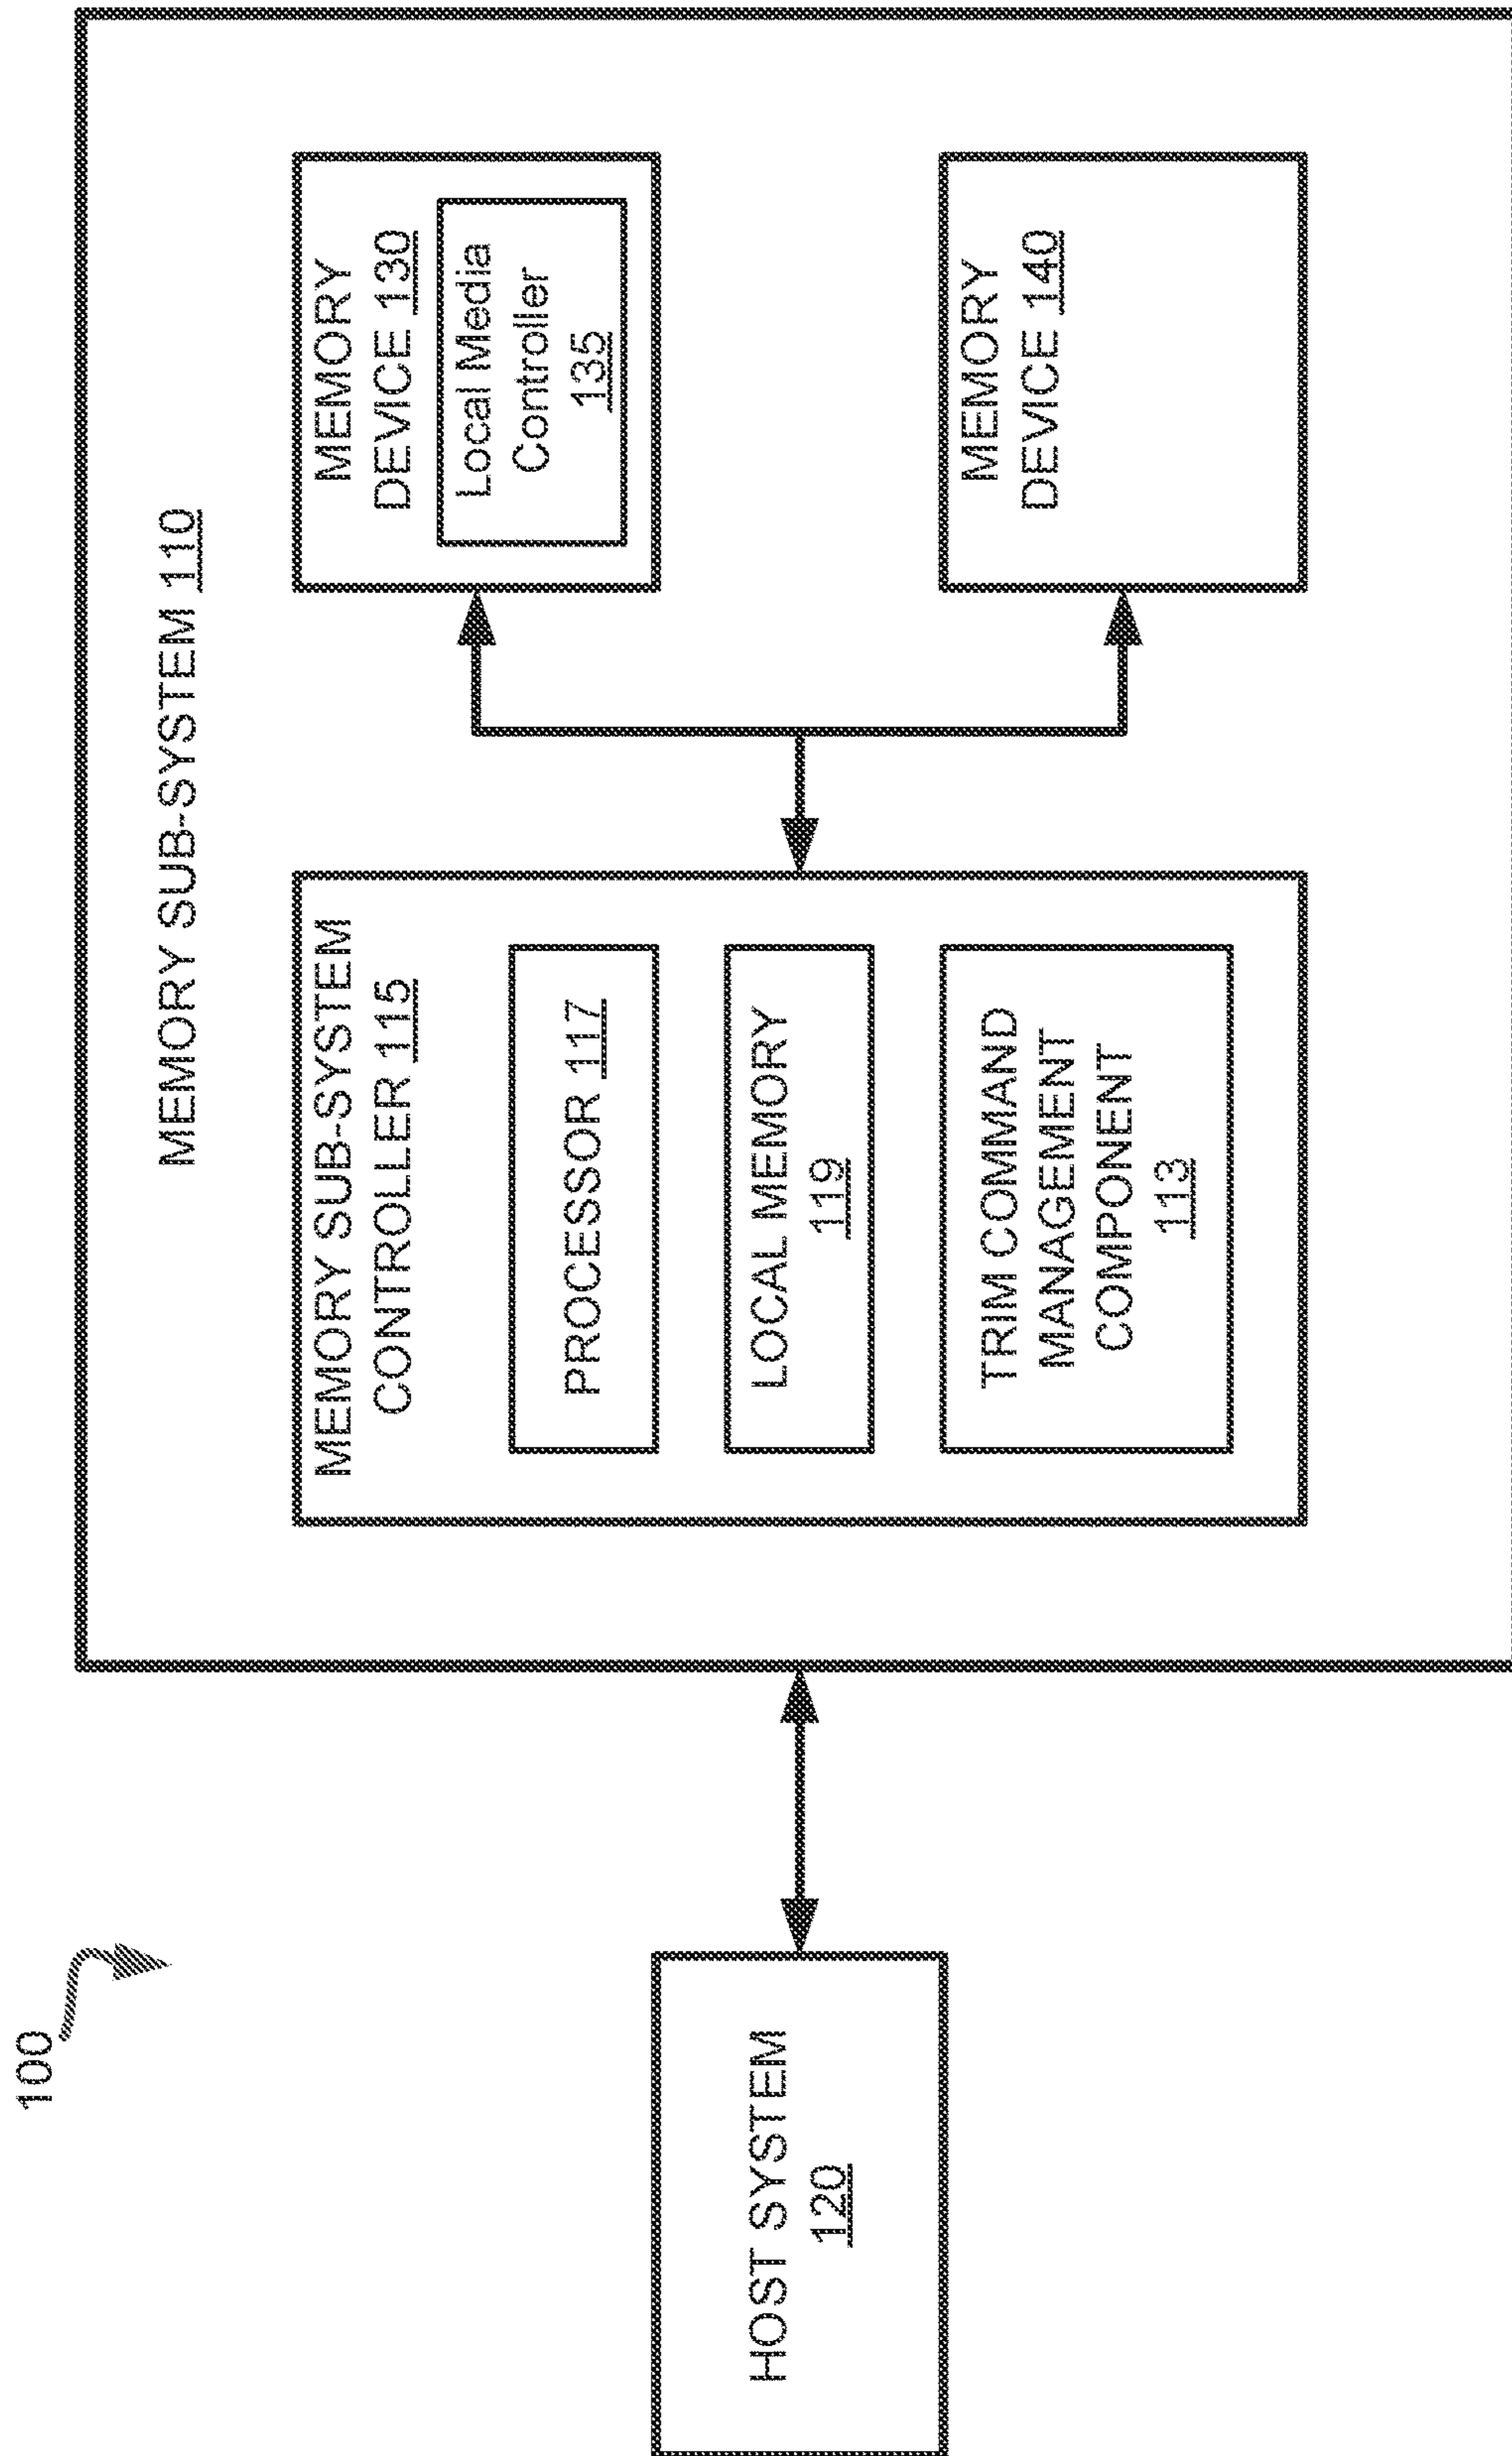 100
MEMORY SUB-SYSTEM 110
HOST SYSTEM
120
MEMORY SUB-SYSTEM
CONTROLLER 115
PROCESSOR 117
LOCAL MEMORY
119
TRIM COMMAND
MANAGEMENT
COMPONENT
113
MEMORY
DEVICE 130
Local Media
Controller
135
MEMORY
DEVICE 140